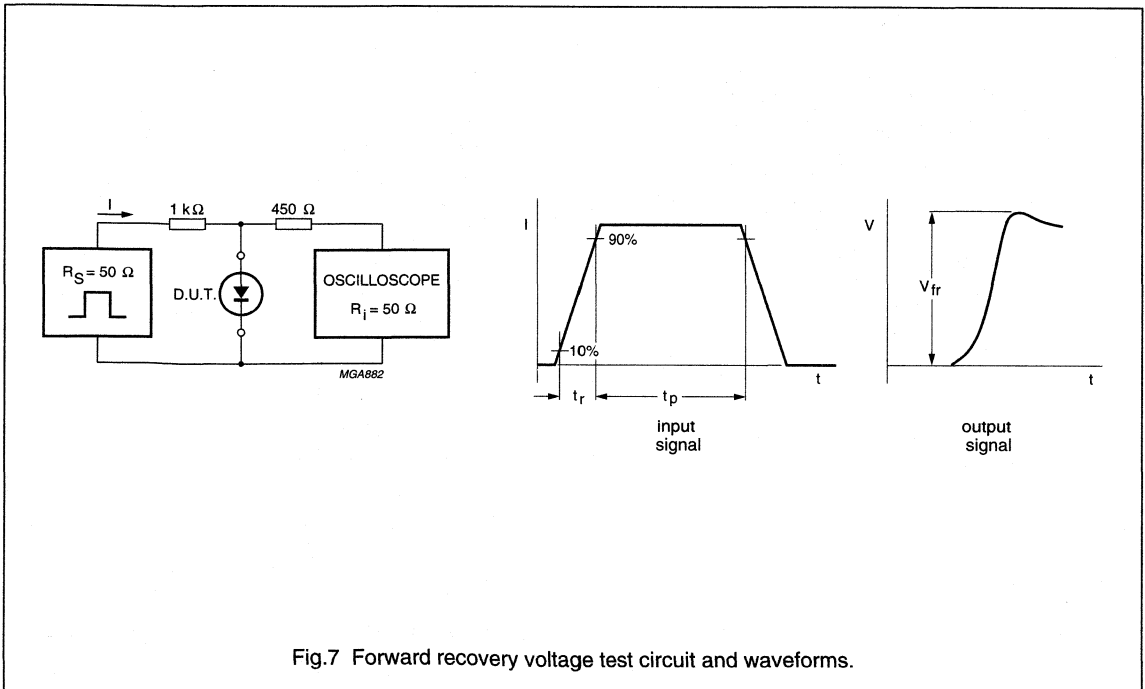 I
1 kΩ
450 Ω
R_S = 50 Ω
D.U.T.
OSCILLOSCOPE
R_i = 50 Ω
MGA882
I
90%
10%
t
t_r
t_p
input
signal
V
V_fr
t
output
signal
Fig.7 Forward recovery voltage test circuit and waveforms.